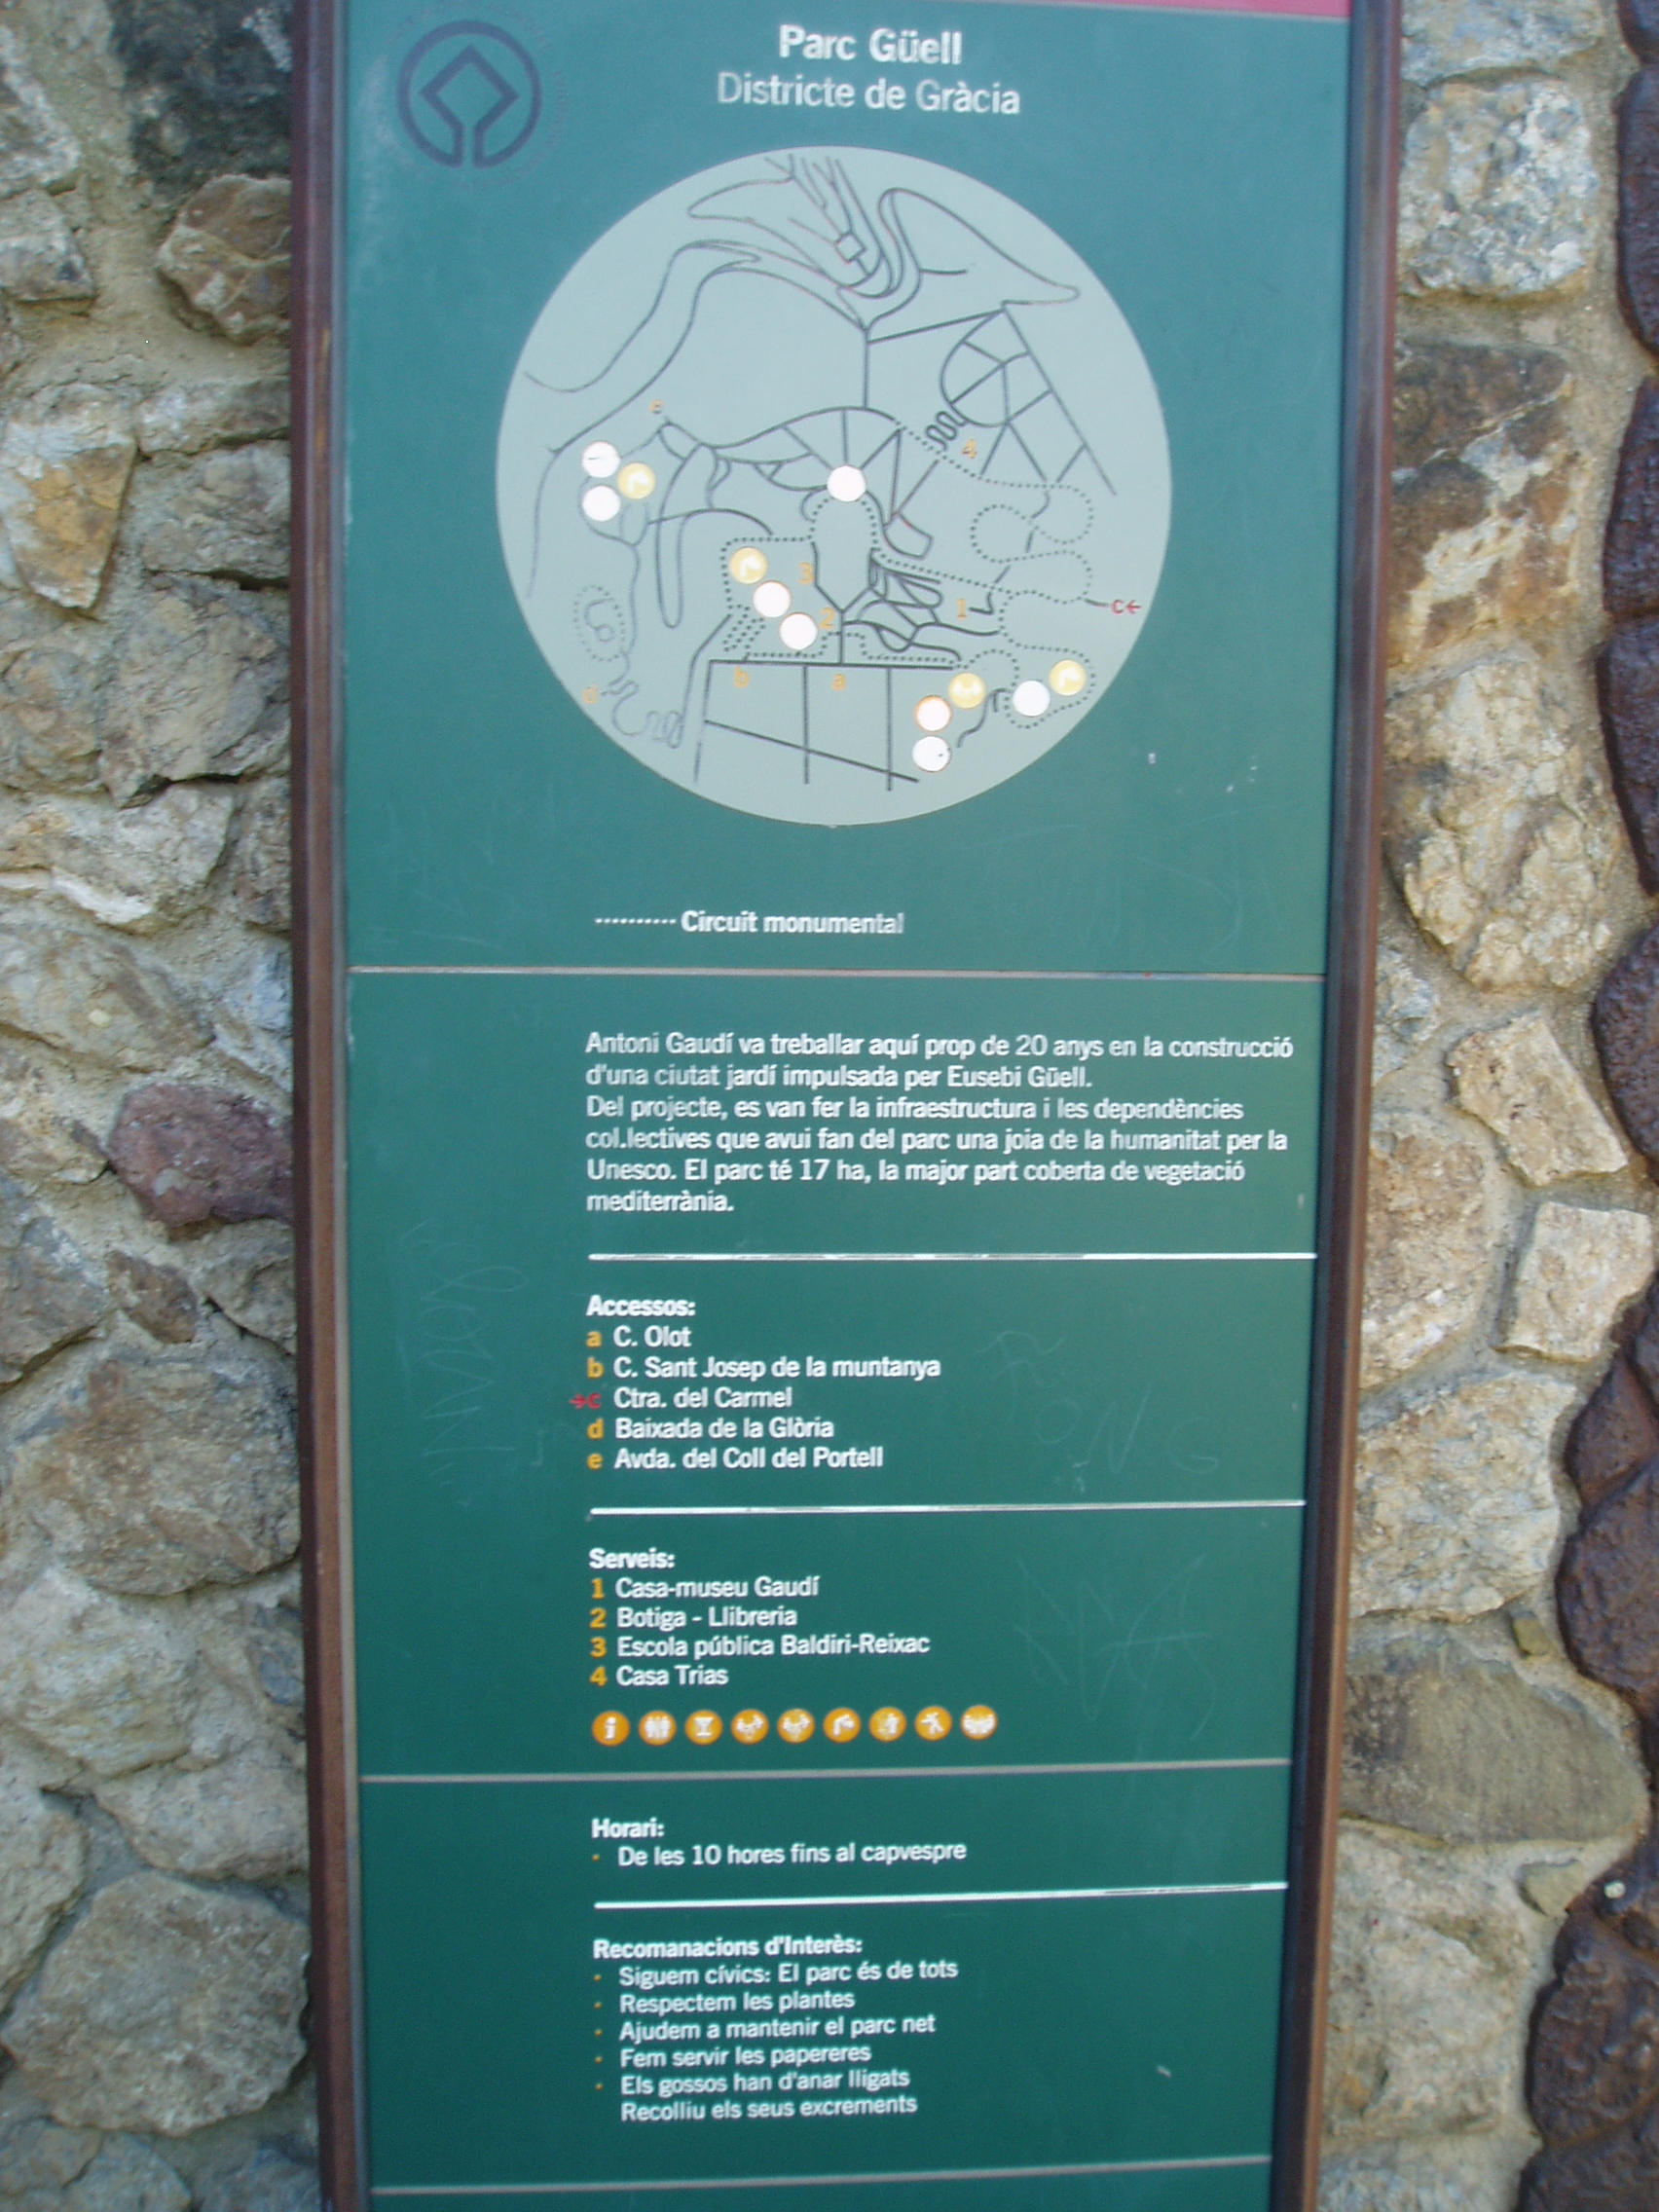 Parc Güell
Districte de Gràcia
e
4
3
1
C
2
b
a
d
Circuit monumental
Antoni Gaudí va treballar aquí prop de 20 anys en la construcció
d'una ciutat jardí impulsada per Eusebi Güell.
Del projecte, es van fer la infraestructura i les dependències
col.lectives que avui fan del parc una joia de la humanitat per la
Unesco. El parc té 17 ha, la major part coberta de vegetació
mediterrània.
Accessos:
a C. Olot
b C. Sant Josep de la muntanya
c Ctra. del Carmel
d Baixada de la Glòria
e Avda. del Coll del Portell
Serveis:
1 Casa-museu Gaudí
2 Botiga - Llibreria
3 Escola pública Baldiri-Reixac
4 Casa Trias
i
Horari:
· De les 10 hores fins al capvespre
Recomanacions d'Interès:
· Siguem cívics: El parc és de tots
· Respectem les plantes
· Ajudem a mantenir el parc net
· Fem servir les papereres
· Els gossos han d'anar lligats
Recolliu els seus excrements